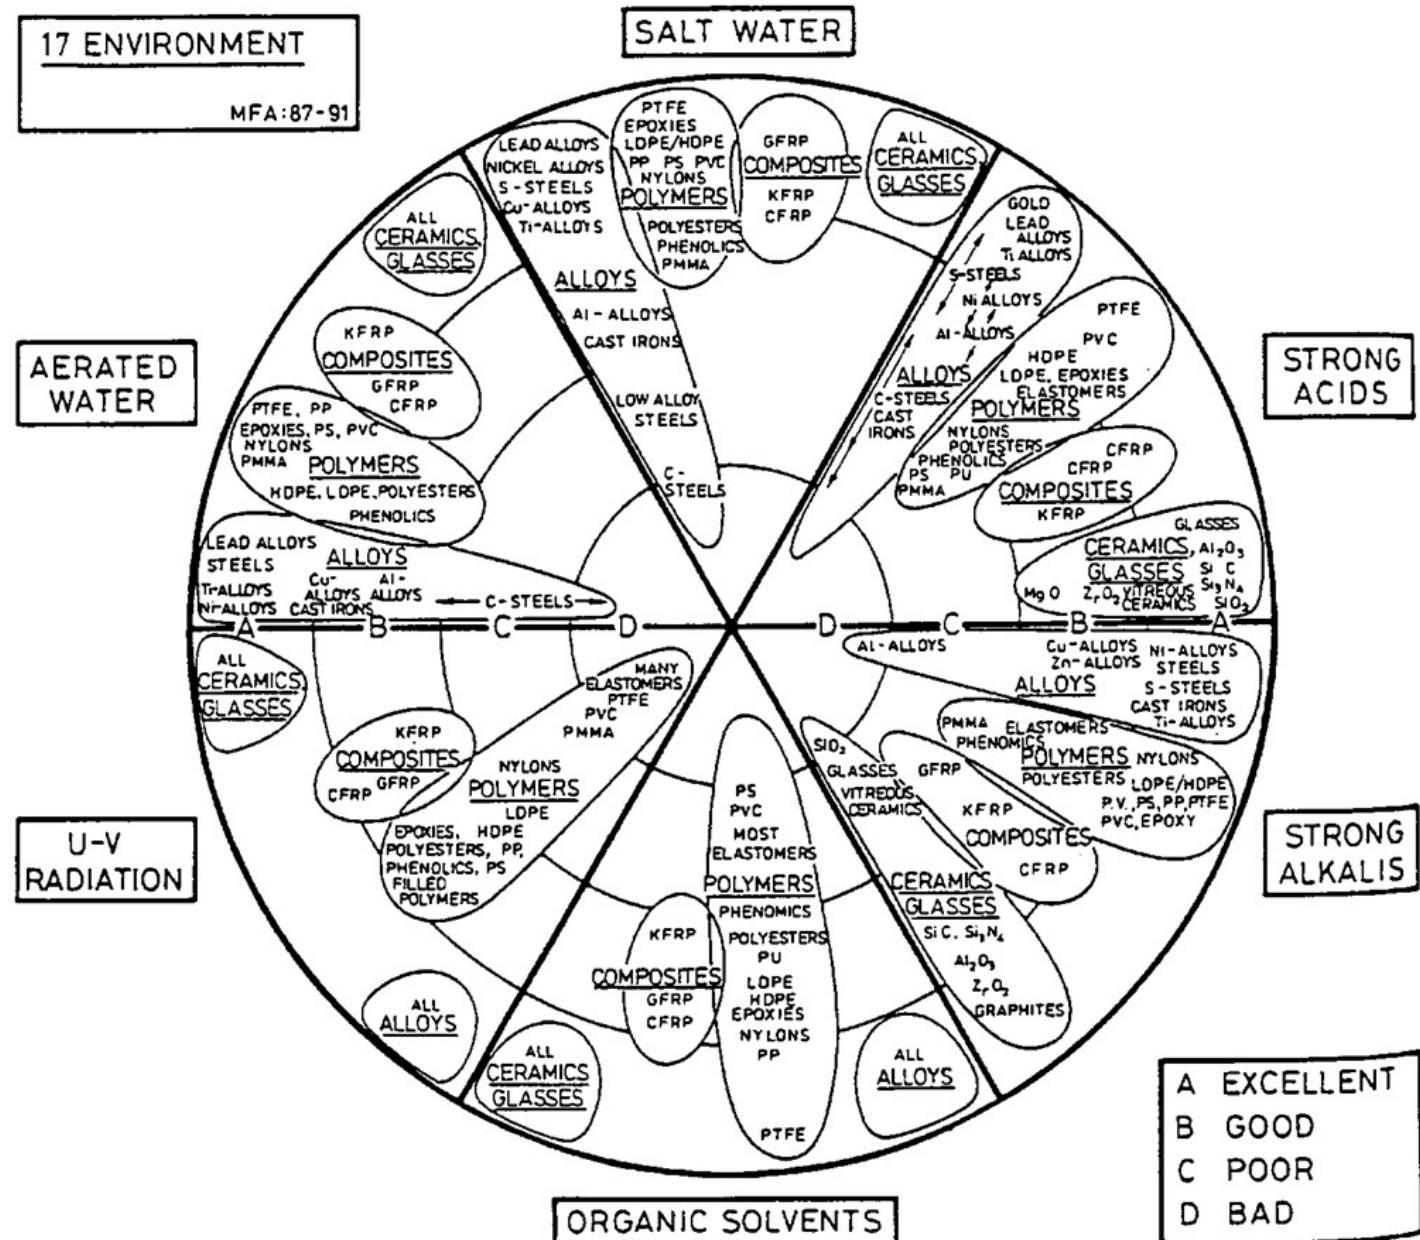 17 ENVIRONMENT
MFA:87-91
SALT WATER
LEAD ALLOYS
NICKEL ALLOYS
S-STEELS
Cu-ALLOYS
Ti-ALLOYS
ALLOYS
Al-ALLOYS
CAST IRONS
LOW ALLOY
STEELS
C-
STEELS
PTFE
EPOXIES
LDPE/HDPE
PP PS PVC
NYLONS
POLYMERS
POLYESTERS
PHENOLICS
PMMA
GFRP
COMPOSITES
KFRP
CFRP
ALL
CERAMICS,
GLASSES
STRONG
ACIDS
GOLD
LEAD
ALLOYS
Ti ALLOYS
S-STEELS
Ni ALLOYS
Al-ALLOYS
ALLOYS
C-STEELS
CAST
IRONS
PTFE
PVC
HDPE
LDPE, EPOXIES
ELASTOMERS
POLYMERS
NYLONS
POLYESTERS
PHENOLICS
PS PU
PMMA
CFRP
CFRP
COMPOSITES
KFRP
GLASSES
CERAMICS, Al₂O₃
GLASSES Si C
MgO ZrO₂ VITREOUS Si₃N₄
CERAMICS SiO₂
AERATED
WATER
ALL
CERAMICS,
GLASSES
KFRP
COMPOSITES
GFRP
CFRP
PTFE, PP
EPOXIES, PS, PVC
NYLONS
PMMA POLYMERS
HDPE, LDPE, POLYESTERS
PHENOLICS
LEAD ALLOYS
STEELS ALLOYS
Ti-ALLOYS Cu- Al-
ALLOYS ALLOYS
Ni-ALLOYS CAST IRONS C-STEELS
A B C D D C B A
U-V
RADIATION
ALL
CERAMICS,
GLASSES
KFRP
COMPOSITES
CFRP GFRP
MANY
ELASTOMERS
PTFE
PVC
PMMA
NYLONS
POLYMERS
LDPE
EPOXIES, HDPE
POLYESTERS, PP,
PHENOLICS, PS
FILLED
POLYMERS
ALL
ALLOYS
ORGANIC SOLVENTS
ALL
CERAMICS
GLASSES
KFRP
COMPOSITES
GFRP
CFRP
PS
PVC
MOST
ELASTOMERS
POLYMERS
PHENOMICS
POLYESTERS
PU
LDPE
HDPE
EPOXIES
NYLONS
PP
PTFE
ALL
ALLOYS
STRONG
ALKALIS
Al-ALLOYS
Cu-ALLOYS
Zn-ALLOYS
ALLOYS
Ni-ALLOYS
STEELS
S-STEELS
CAST IRONS
Ti-ALLOYS
PMMA ELASTOMERS
PHENOMICS
POLYMERS NYLONS
POLYESTERS LDPE/HDPE
P.V., PS, PP, PTFE
PVC, EPOXY
GFRP
KFRP
COMPOSITES
CFRP
SiO₂
GLASSES
VITREOUS
CERAMICS
CERAMICS
GLASSES
SiC, Si₃N₄
Al₂O₃
ZrO₂
GRAPHITES
A EXCELLENT
B GOOD
C POOR
D BAD